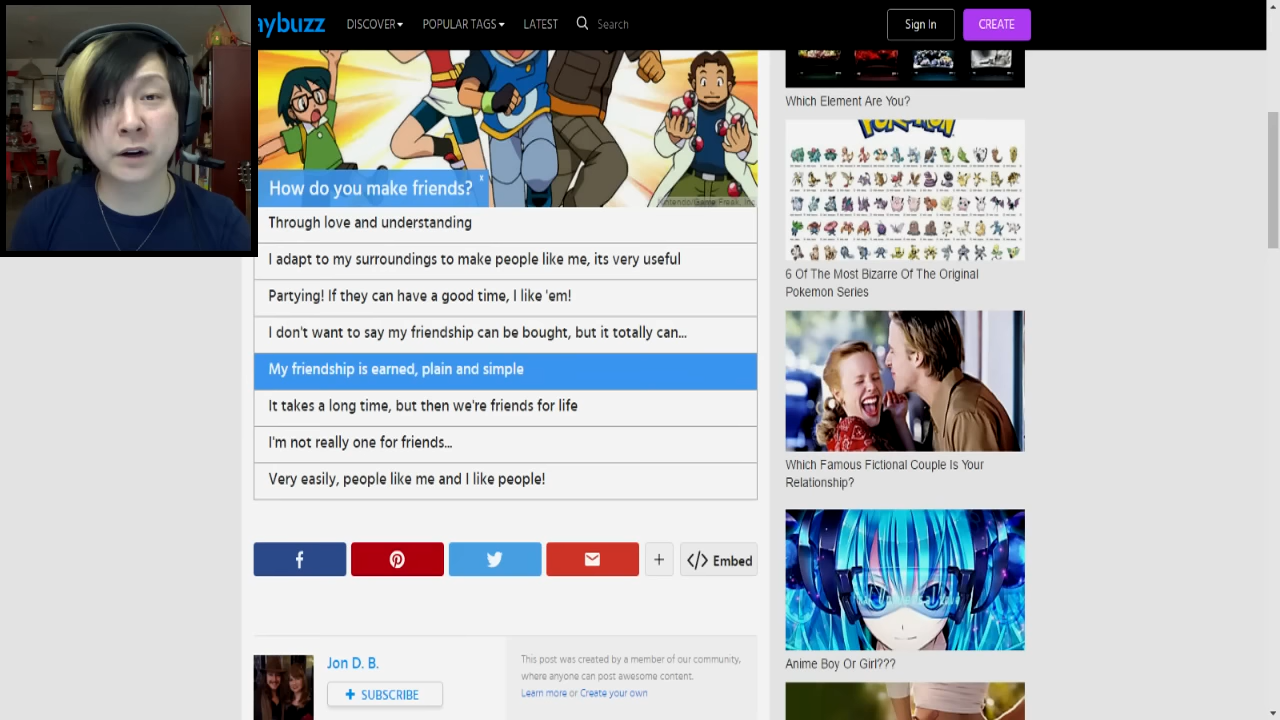 aybuzz
DISCOVER
POPULAR TAGS
LATEST
Search
Sign In
CREATE
How do you make friends?
x
Nintendo/Game Freak, Inc
Through love and understanding
I adapt to my surroundings to make people like me, its very useful
Partying! If they can have a good time, I like 'em!
I don't want to say my friendship can be bought, but it totally can...
My friendship is earned, plain and simple
It takes a long time, but then we're friends for life
I'm not really one for friends...
Very easily, people like me and I like people!
f
+
</> Embed
Jon D. B.
+ SUBSCRIBE
This post was created by a member of our community,
where anyone can post awesome content.
Learn more or Create your own
Which Element Are You?
POKéMON
6 Of The Most Bizarre Of The Original
Pokemon Series
Which Famous Fictional Couple Is Your
Relationship?
Anime Boy Or Girl???